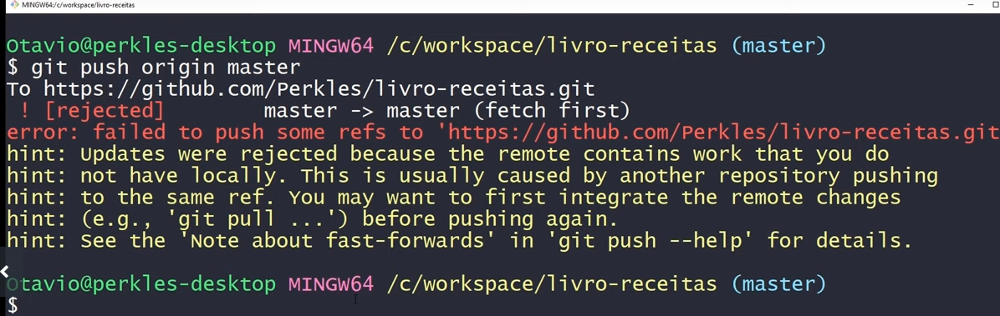 MINGW64:/c/workspace/livro-receitas
Otavio@perkles-desktop MINGW64 /c/workspace/livro-receitas (master)
$ git push origin master
To https://github.com/Perkles/livro-receitas.git
! [rejected]        master -> master (fetch first)
error: failed to push some refs to 'https://github.com/Perkles/livro-receitas.git
hint: Updates were rejected because the remote contains work that you do
hint: not have locally. This is usually caused by another repository pushing
hint: to the same ref. You may want to first integrate the remote changes
hint: (e.g., 'git pull ...') before pushing again.
hint: See the 'Note about fast-forwards' in 'git push --help' for details.
Otavio@perkles-desktop MINGW64 /c/workspace/livro-receitas (master)
$